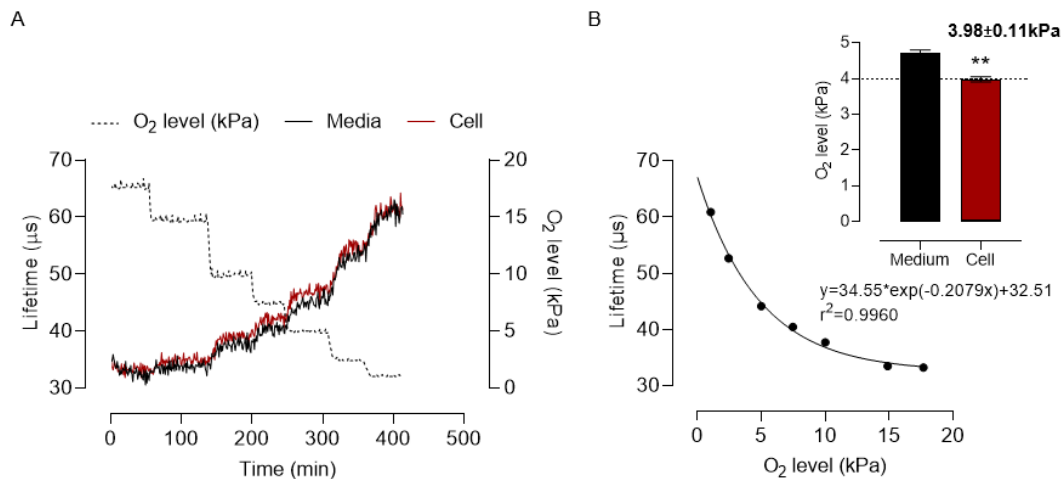 A
O₂ level (kPa) Media Cell
70
60
50
40
30
Lifetime (μs)
20
15
10
5
0
O₂ level (kPa)
0 100 200 300 400 500
Time (min)
B
3.98±0.11kPa
5
4
3
2
1
0
O₂ level (kPa)
**
Medium Cell
y=34.55*exp(-0.2079x)+32.51
r²=0.9960
70
60
50
40
30
Lifetime (μs)
0 5 10 15 20
O₂ level (kPa)